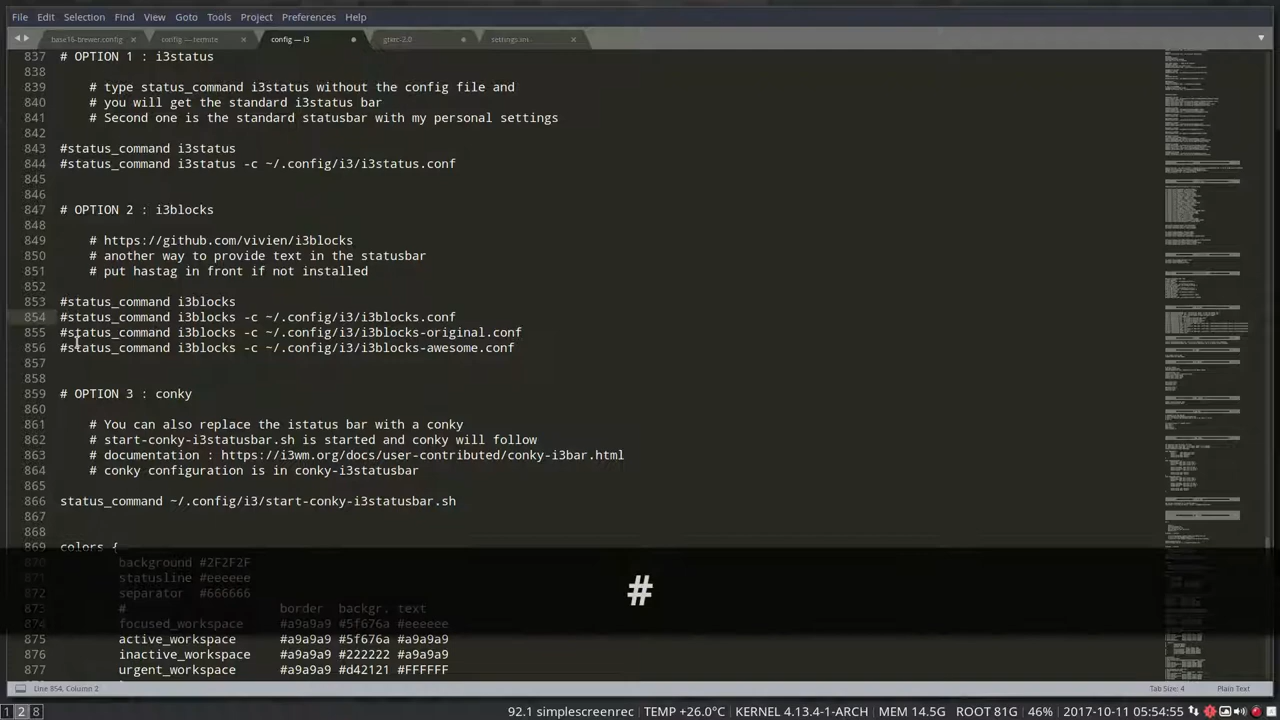 File Edit Selection Find View Goto Tools Project Preferences Help
base16-brewer.config × config — termite × config — i3 gtkrc-2.0 settings.ini ×
837 # OPTION 1 : i3status
838
839 # type status_command i3status without the config files and
840 # you will get the standard status bar
841 # Second one is the standard statusbar with my personal settings
842
843 #status_command i3status
844 #status_command i3status -c ~/.config/i3/i3status.conf
845
846
847 # OPTION 2 : i3blocks
848
849 # https://github.com/vivien/i3blocks
850 # another way to provide text in the statusbar
851 # put hastag in front if not installed
852
853 #status_command i3blocks
854 #status_command i3blocks -c ~/.config/i3/i3blocks.conf
855 #status_command i3blocks -c ~/.config/i3/i3blocks-original.conf
856 #status_command i3blocks -c ~/.config/i3/i3blocks-awesome.conf
857
858
859 # OPTION 3 : conky
860
861 # You can also replace the statusbar with conky.
862 # start-conky-i3statusbar.sh is started and conky will follow
863 # documentation : https://i3wm.org/docs/user-contributed/conky-i3bar.html
864 # conky configuration is in conky-i3statusbar
865
866 status_command ~/.config/i3/start-conky-i3statusbar.sh
867
868
869 colors {
870 background #2F2F2F
871 statusline #eeeeee
872 separator #666666
#
873 # border backgr. text
874 focused_workspace #a9a9a9 #5f676a #a9a9a9
875 active_workspace #a9a9a9 #5f676a #a9a9a9
876 inactive_workspace #a9a9a9 #222222 #a9a9a9
877 urgent_workspace #a9a9a9 #d42121 #FFFFFF
Line 854, Column 2 Tab Size: 4 Plain Text
1 2 8 92.1 simplescreenrec | TEMP +26.0°C | KERNEL 4.13.4-1-ARCH | MEM 14.5G | ROOT 81G | 46% | 2017-10-11 05:54:55